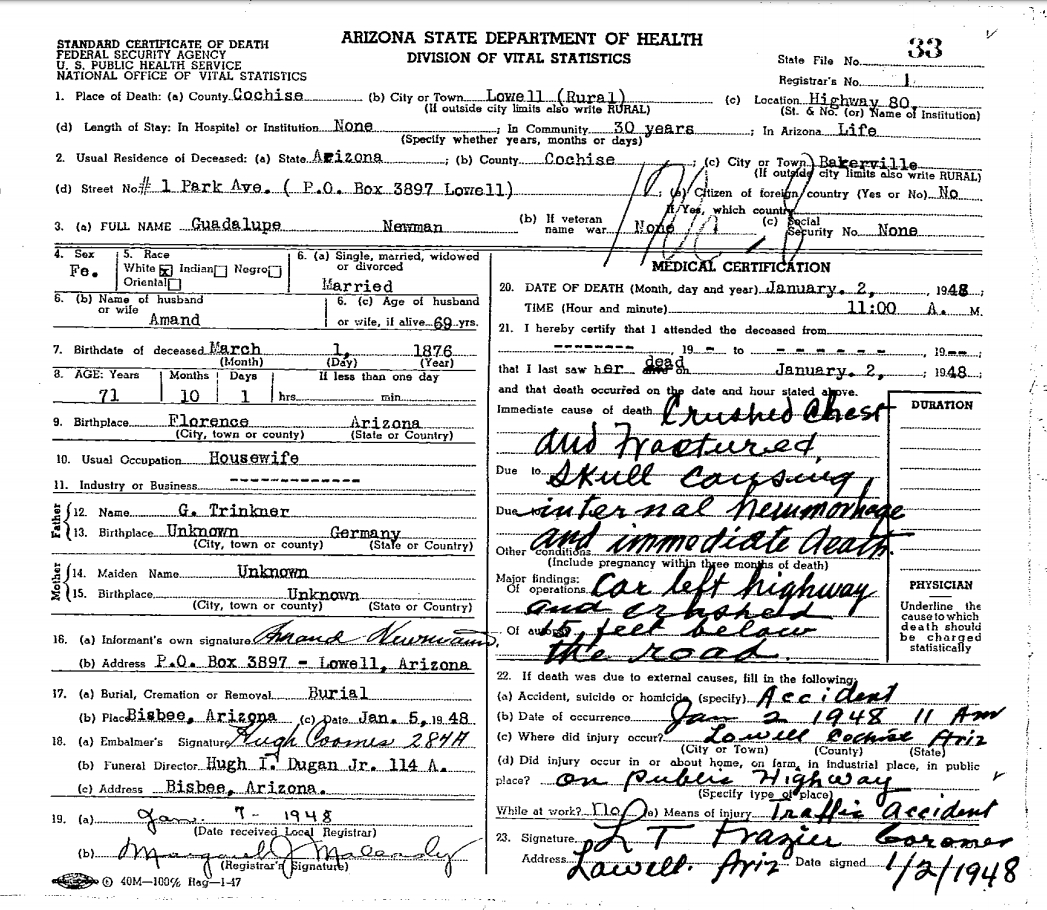 STANDARD CERTIFICATE OF DEATH
FEDERAL SECURITY AGENCY
U. S. PUBLIC HEALTH SERVICE
NATIONAL OFFICE OF VITAL STATISTICS
ARIZONA STATE DEPARTMENT OF HEALTH
DIVISION OF VITAL STATISTICS
33
State File No.
Registrar's No. 1
1. Place of Death: (a) County Cochise (b) City or Town Lowell (Rural) (c) Location Highway 80,
(If outside city limits also write RURAL) (St. & No. (or) Name of Institution)
(d) Length of Stay: In Hospital or Institution None ; In Community 30 years ; In Arizona Life
(Specify whether years, months or days)
2. Usual Residence of Deceased: (a) State Arizona ; (b) County Cochise ; (c) City or Town Bakerville
(If outside city limits also write RURAL)
(d) Street No. # 1 Park Ave. ( P.O. Box 3897 Lowell) ; (e) Citizen of foreign country (Yes or No) No
If Yes, which country
3. (a) FULL NAME Guadalupe Newman (b) If veteran name war None (c) Social Security No. None
4. Sex Fe.
5. Race
White [x] Indian Negro
Oriental
6. (a) Single, married, widowed or divorced
Married
6. (b) Name of husband or wife
Amand
6. (c) Age of husband or wife, if alive 69 yrs.
7. Birthdate of deceased March 1, 1876
(Month) (Day) (Year)
8. AGE: Years Months Days If less than one day
71 10 1 hrs. min.
9. Birthplace Florence Arizona
(City, town or county) (State or Country)
10. Usual Occupation Housewife
11. Industry or Business -------------
Father
12. Name G. Trinkner
13. Birthplace Unknown Germany
(City, town or county) (State or Country)
Mother
14. Maiden Name Unknown
15. Birthplace Unknown
(City, town or county) (State or Country)
16. (a) Informant's own signature Amand Newman
(b) Address P.O. Box 3897 - Lowell, Arizona
17. (a) Burial, Cremation or Removal Burial
(b) Place Bisbee, Arizona (c) Date Jan. 5, 1948
18. (a) Embalmer's Signature Hugh Coomes 284A
(b) Funeral Director Hugh I. Dugan Jr. 114 A.
(c) Address Bisbee, Arizona.
19. (a) Jan. 7- 1948
(Date received Local Registrar)
(b) Margaret J
(Registrar's Signature)
40M—100% Rag—1-47
MEDICAL CERTIFICATION
20. DATE OF DEATH (Month, day and year) January. 2, , 1948;
TIME (Hour and minute) 11:00 A. M.
21. I hereby certify that I attended the deceased from
-------- 19 -- to ------- , 19--;
that I last saw her dead on January. 2, ; 1948
and that death occurred on the date and hour stated above.
DURATION
Immediate cause of death Crushed Chest
and Fractured,
Due to Skull causing
Due to internal hemorrhage
and immediate death.
Other conditions
(Include pregnancy within three months of death)
Major findings:
Of operations Car left highway
and crashed
Of autopsy 15, feet below
the road.
PHYSICIAN
Underline the cause to which death should be charged statistically
22. If death was due to external causes, fill in the following
(a) Accident, suicide or homicide, (specify) Accident
(b) Date of occurrence Jan 2 1948 11 Am
(c) Where did injury occur? Lowell Cochise Ariz
(City or Town) (County) (State)
(d) Did injury occur in or about home, on farm, in industrial place, in public
place? on public Highway
(Specify type of place)
While at work? no (e) Means of injury Traffic Accident
23. Signature L T Frazier Coroner
Address Lowell. Ariz Date signed 1/2/1948